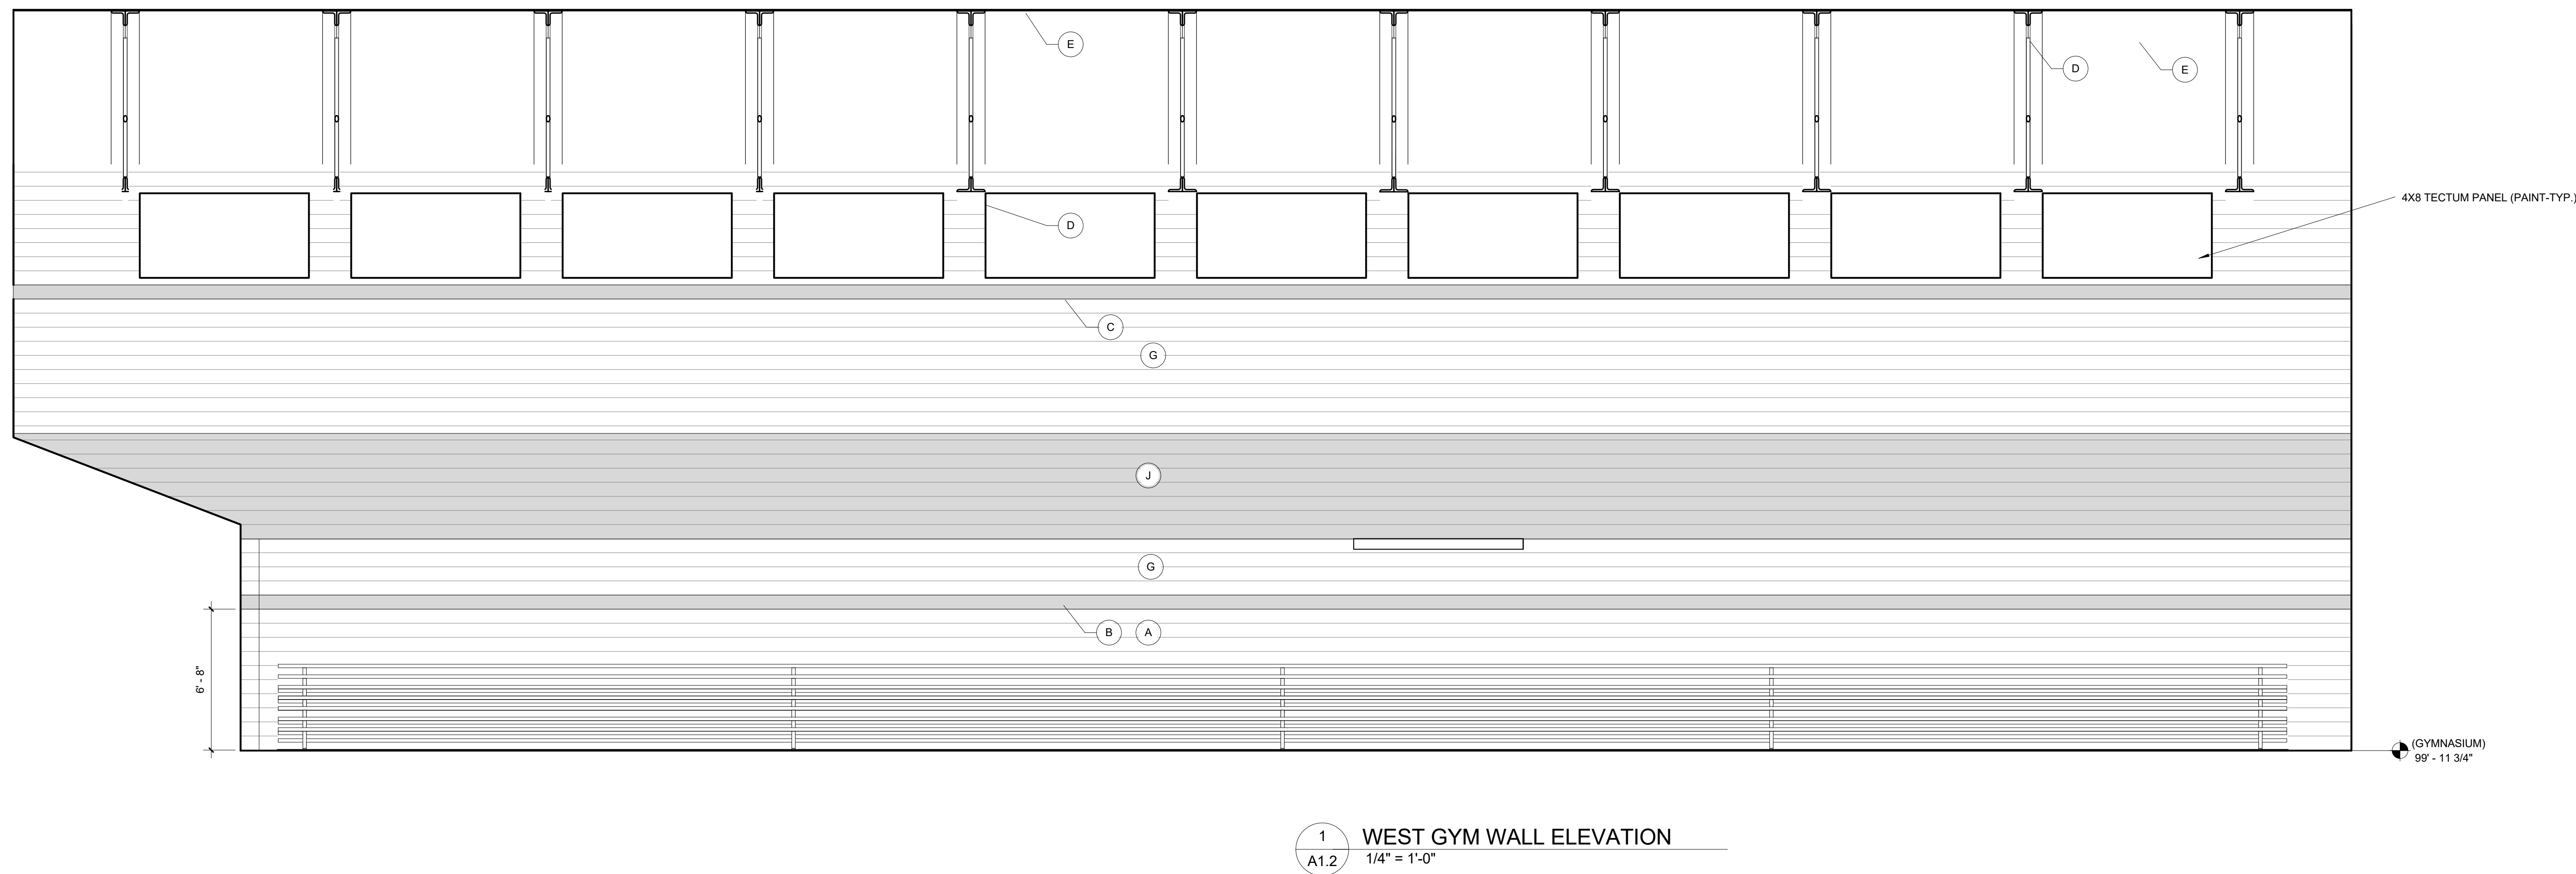 E
D
E
4X8 TECTUM PANEL (PAINT-TYP.)
D
C
G
J
G
B
A
6' - 8"
(GYMNASIUM)
99' - 11 3/4"
1
A1.2
WEST GYM WALL ELEVATION
1/4" = 1'-0"